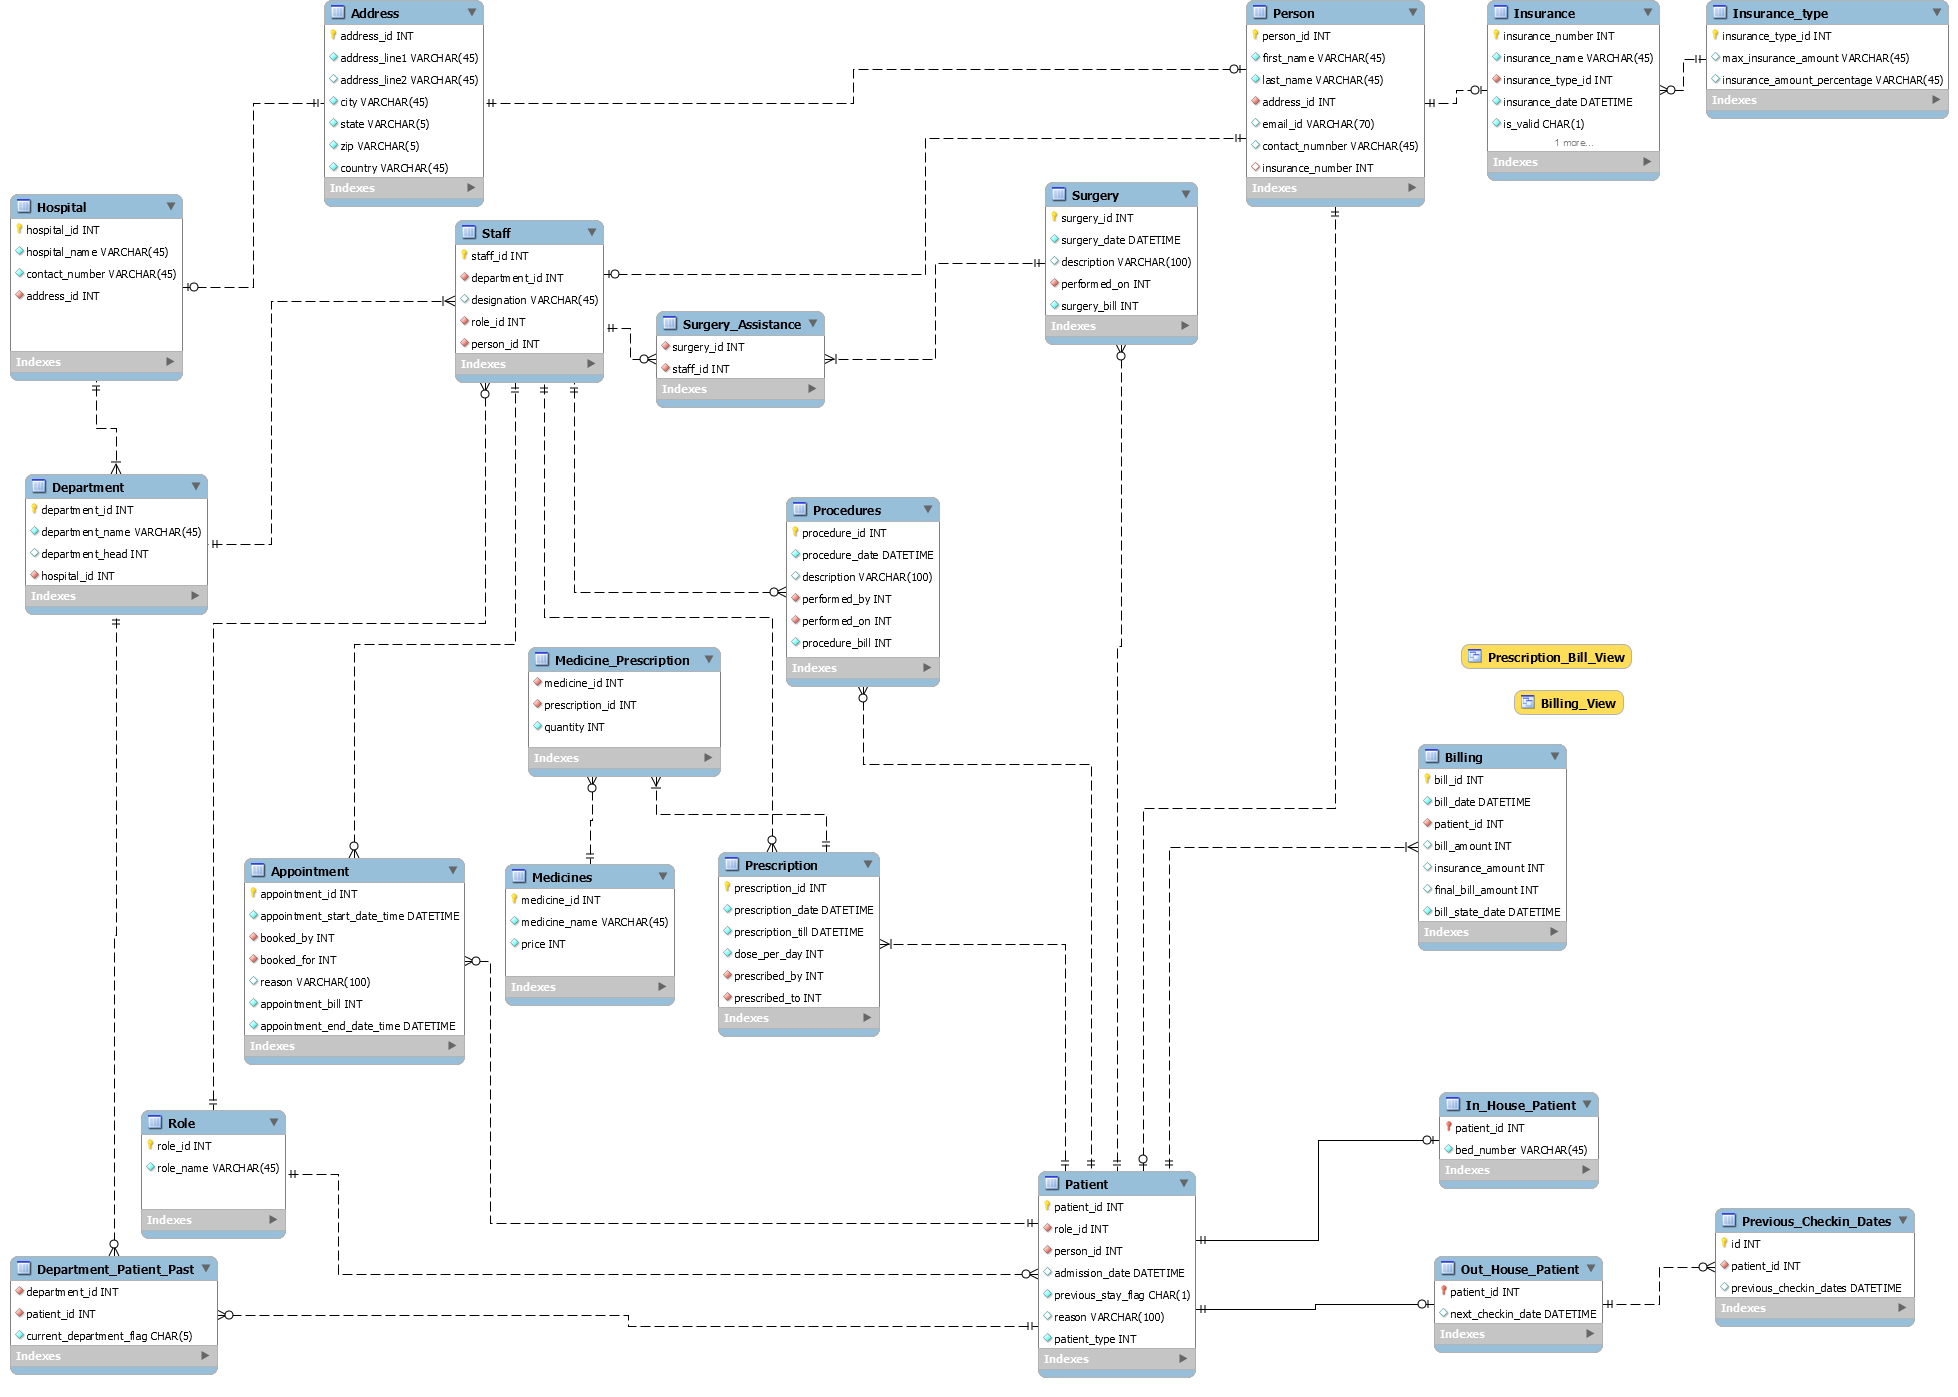 Address
address_id INT
address_line1 VARCHAR(45)
address_line2 VARCHAR(45)
city VARCHAR(45)
state VARCHAR(5)
zip VARCHAR(5)
country VARCHAR(45)
Indexes
Person
person_id INT
first_name VARCHAR(45)
last_name VARCHAR(45)
address_id INT
email_id VARCHAR(70)
contact_numnber VARCHAR(45)
insurance_number INT
Indexes
Insurance
insurance_number INT
insurance_name VARCHAR(45)
insurance_type_id INT
insurance_date DATETIME
is_valid CHAR(1)
1 more...
Indexes
Insurance_type
insurance_type_id INT
max_insurance_amount VARCHAR(45)
insurance_amount_percentage VARCHAR(45)
Indexes
Hospital
hospital_id INT
hospital_name VARCHAR(45)
contact_number VARCHAR(45)
address_id INT
Indexes
Staff
staff_id INT
department_id INT
designation VARCHAR(45)
role_id INT
person_id INT
Indexes
Surgery_Assistance
surgery_id INT
staff_id INT
Indexes
Surgery
surgery_id INT
surgery_date DATETIME
description VARCHAR(100)
performed_on INT
surgery_bill INT
Indexes
Department
department_id INT
department_name VARCHAR(45)
department_head INT
hospital_id INT
Indexes
Procedures
procedure_id INT
procedure_date DATETIME
description VARCHAR(100)
performed_by INT
performed_on INT
procedure_bill INT
Indexes
Medicine_Prescription
medicine_id INT
prescription_id INT
quantity INT
Indexes
Prescription_Bill_View
Billing_View
Billing
bill_id INT
bill_date DATETIME
patient_id INT
bill_amount INT
insurance_amount INT
final_bill_amount INT
bill_state_date DATETIME
Indexes
Appointment
appointment_id INT
appointment_start_date_time DATETIME
booked_by INT
booked_for INT
reason VARCHAR(100)
appointment_bill INT
appointment_end_date_time DATETIME
Indexes
Medicines
medicine_id INT
medicine_name VARCHAR(45)
price INT
Indexes
Prescription
prescription_id INT
prescription_date DATETIME
prescription_till DATETIME
dose_per_day INT
prescribed_by INT
prescribed_to INT
Indexes
Role
role_id INT
role_name VARCHAR(45)
Indexes
Patient
patient_id INT
role_id INT
person_id INT
admission_date DATETIME
previous_stay_flag CHAR(1)
reason VARCHAR(100)
patient_type INT
Indexes
In_House_Patient
patient_id INT
bed_number VARCHAR(45)
Indexes
Out_House_Patient
patient_id INT
next_checkin_date DATETIME
Indexes
Previous_Checkin_Dates
id INT
patient_id INT
previous_checkin_dates DATETIME
Indexes
Department_Patient_Past
department_id INT
patient_id INT
current_department_flag CHAR(5)
Indexes